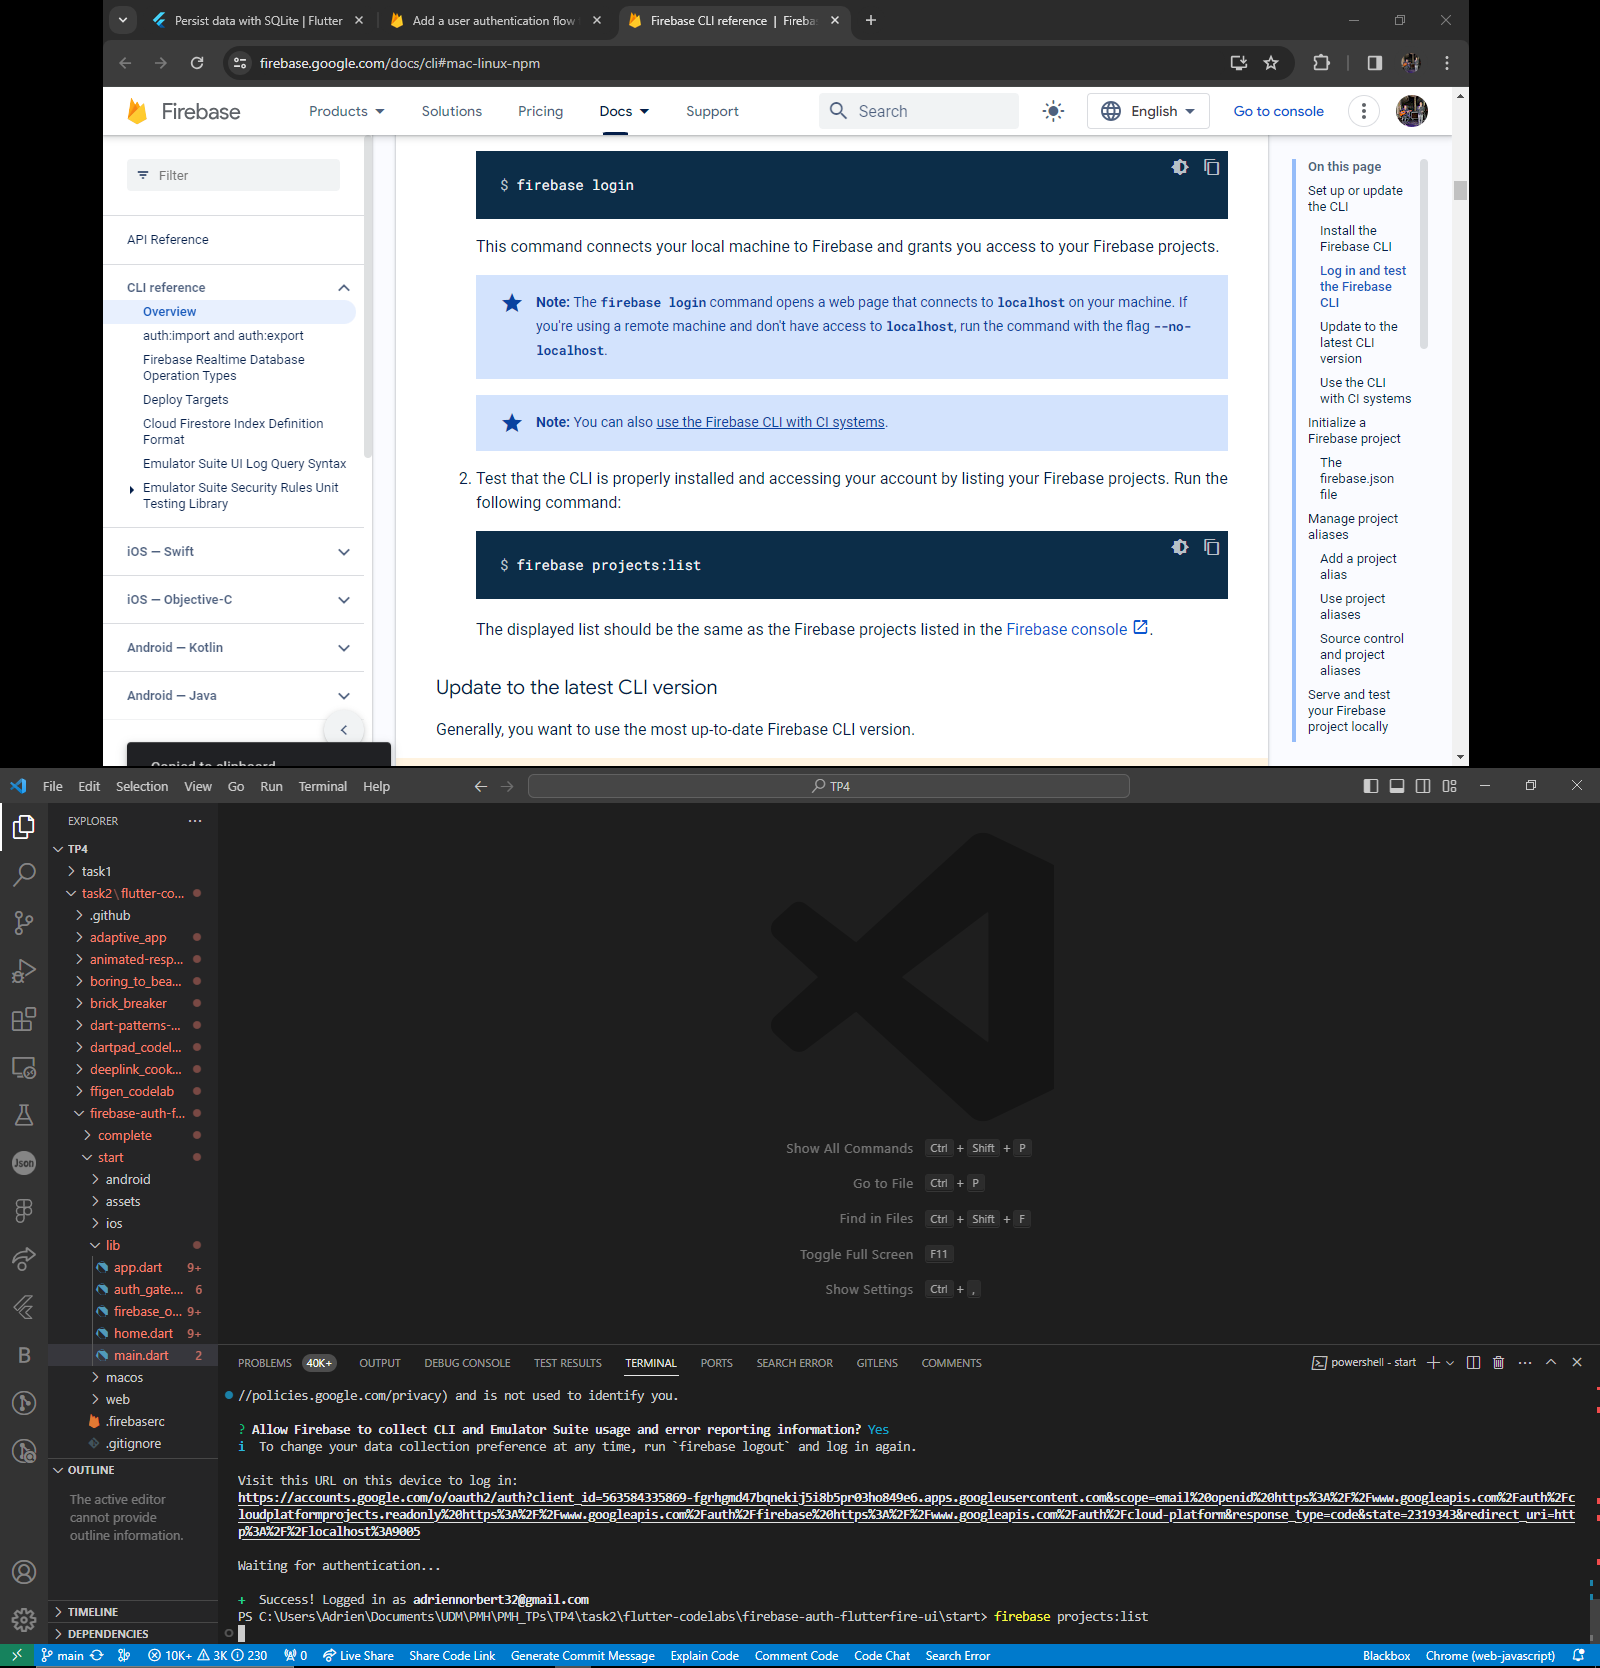 Persist data with SQLite | Flutter
Add a user authentication flow
Firebase CLI reference | Fireba
firebase.google.com/docs/cli#mac-linux-npm
Firebase
Products
Solutions
Pricing
Docs
Support
Search
English
Go to console
Filter
API Reference
CLI reference
Overview
auth:import and auth:export
Firebase Realtime Database
Operation Types
Deploy Targets
Cloud Firestore Index Definition
Format
Emulator Suite UI Log Query Syntax
Emulator Suite Security Rules Unit
Testing Library
iOS — Swift
iOS — Objective-C
Android — Kotlin
Android — Java
Copied to clipboard
$ firebase login
This command connects your local machine to Firebase and grants you access to your Firebase projects.
Note: The firebase login command opens a web page that connects to localhost on your machine. If
you're using a remote machine and don't have access to localhost, run the command with the flag --no-
localhost.
Note: You can also use the Firebase CLI with CI systems.
2. Test that the CLI is properly installed and accessing your account by listing your Firebase projects. Run the
following command:
$ firebase projects:list
The displayed list should be the same as the Firebase projects listed in the Firebase console.
Update to the latest CLI version
Generally, you want to use the most up-to-date Firebase CLI version.
On this page
Set up or update
the CLI
Install the
Firebase CLI
Log in and test
the Firebase
CLI
Update to the
latest CLI
version
Use the CLI
with CI systems
Initialize a
Firebase project
The
firebase.json
file
Manage project
aliases
Add a project
alias
Use project
aliases
Source control
and project
aliases
Serve and test
your Firebase
project locally
File Edit Selection View Go Run Terminal Help
TP4
EXPLORER
TP4
task1
task2\flutter-co...
.github
adaptive_app
animated-resp...
boring_to_bea...
brick_breaker
dart-patterns-...
dartpad_codel...
deeplink_cook...
ffigen_codelab
firebase-auth-f...
complete
start
android
assets
ios
lib
app.dart 9+
auth_gate.... 6
firebase_o... 9+
home.dart 9+
main.dart 2
macos
web
.firebaserc
.gitignore
OUTLINE
The active editor
cannot provide
outline information.
TIMELINE
DEPENDENCIES
Json
B
Show All Commands Ctrl + Shift + P
Go to File Ctrl + P
Find in Files Ctrl + Shift + F
Toggle Full Screen F11
Show Settings Ctrl + ,
PROBLEMS 40K+ OUTPUT DEBUG CONSOLE TEST RESULTS TERMINAL PORTS SEARCH ERROR GITLENS COMMENTS
powershell - start
//policies.google.com/privacy) and is not used to identify you.
? Allow Firebase to collect CLI and Emulator Suite usage and error reporting information? Yes
i To change your data collection preference at any time, run `firebase logout` and log in again.
Visit this URL on this device to log in:
https://accounts.google.com/o/oauth2/auth?client_id=563584335869-fgrhgmd47bqnekij5i8b5pr03ho849e6.apps.googleusercontent.com&scope=email%20openid%20https%3A%2F%2Fwww.googleapis.com%2Fauth%2Fc
loudplatformprojects.readonly%20https%3A%2F%2Fwww.googleapis.com%2Fauth%2Ffirebase%20https%3A%2F%2Fwww.googleapis.com%2Fauth%2Fcloud-platform&response_type=code&state=2319343&redirect_uri=htt
p%3A%2F%2Flocalhost%3A9005
Waiting for authentication...
+ Success! Logged in as adriennorbert32@gmail.com
PS C:\Users\Adrien\Documents\UDM\PMH\PMH_TPs\TP4\task2\flutter-codelabs\firebase-auth-flutterfire-ui\start> firebase projects:list
main 10K+ 3K 230 0 Live Share Share Code Link Generate Commit Message Explain Code Comment Code Code Chat Search Error Blackbox Chrome (web-javascript)